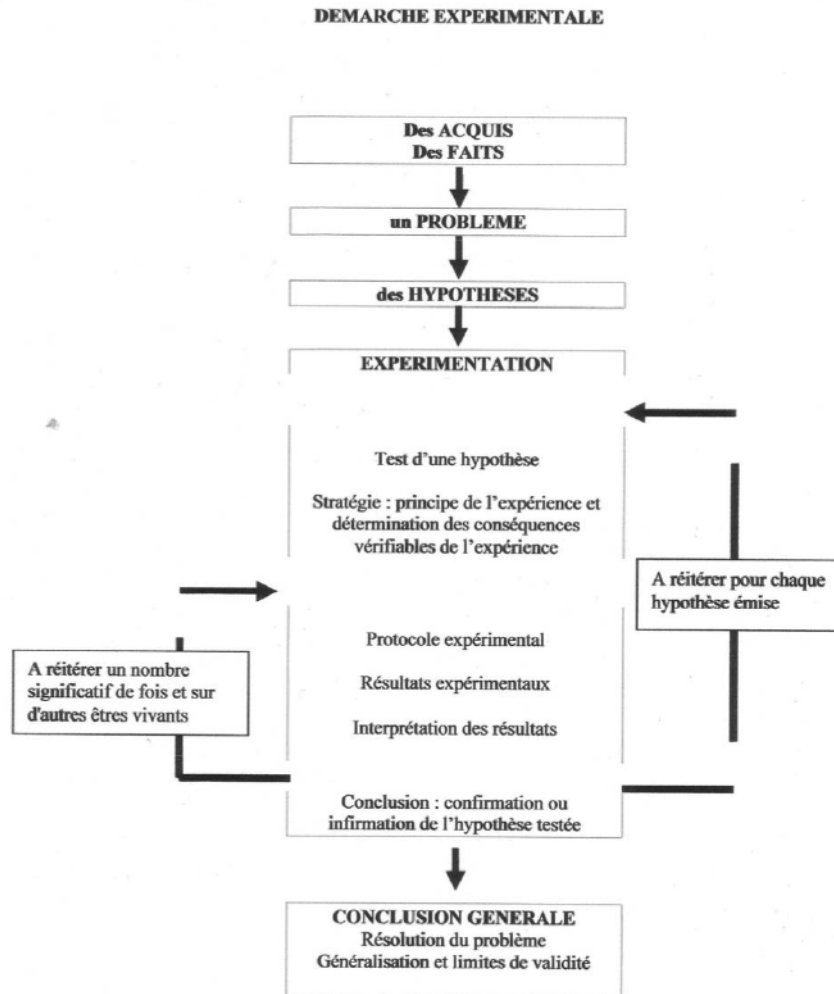 DEMARCHE EXPERIMENTALE
Des ACQUIS
Des FAITS
un PROBLEME
des HYPOTHESES
EXPERIMENTATION
Test d'une hypothèse
Stratégie : principe de l'expérience et
détermination des conséquences
vérifiables de l'expérience
A réitérer pour chaque
hypothèse émise
Protocole expérimental
Résultats expérimentaux
Interprétation des résultats
A réitérer un nombre
significatif de fois et sur
d'autres êtres vivants
Conclusion : confirmation ou
infirmation de l'hypothèse testée
CONCLUSION GENERALE
Résolution du problème
Généralisation et limites de validité